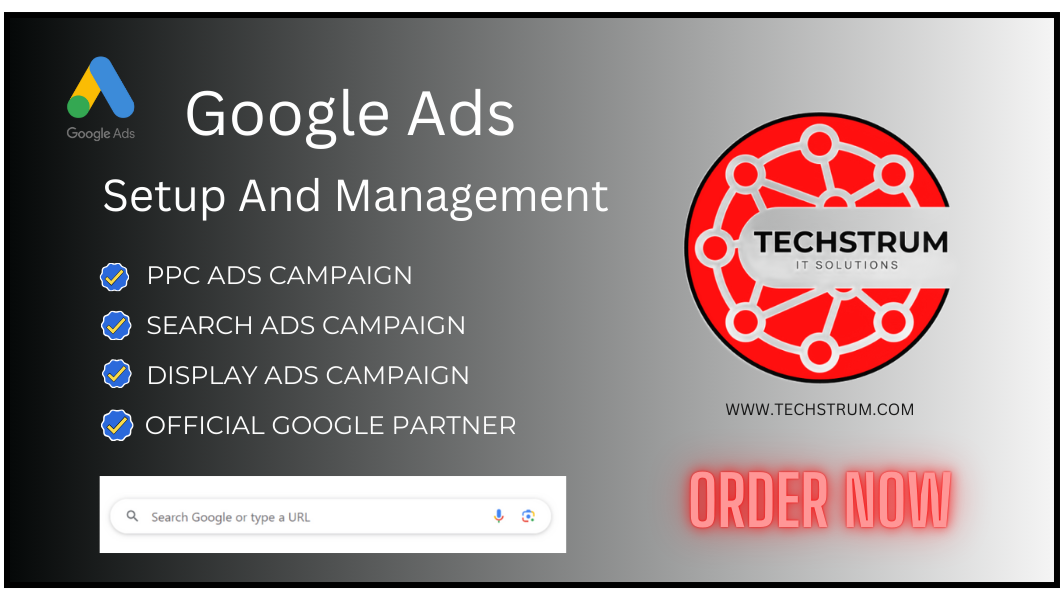 Google Ads
Google Ads
Setup And Management
PPC ADS CAMPAIGN
SEARCH ADS CAMPAIGN
DISPLAY ADS CAMPAIGN
OFFICIAL GOOGLE PARTNER
Search Google or type a URL
TECHSTRUM
IT SOLUTIONS
WWW.TECHSTRUM.COM
ORDER NOW